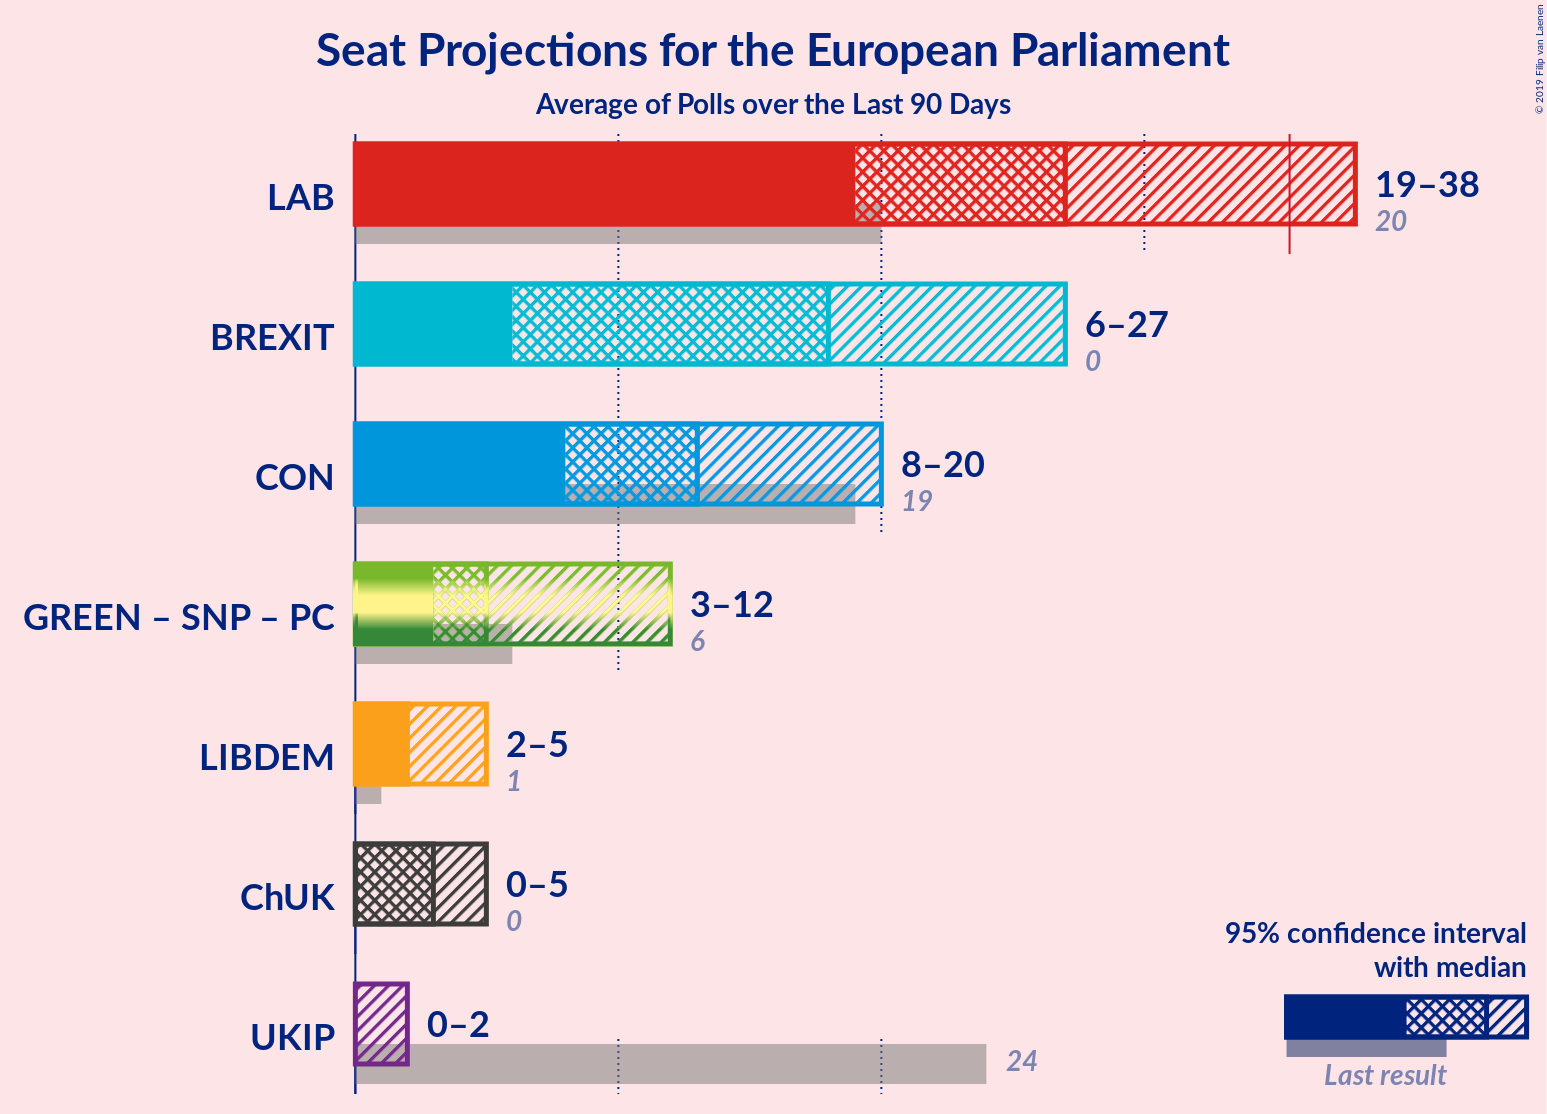 Seat Projections for the European Parliament
Average of Polls over the Last 90 Days
© 2019 Filip van Laenen
LAB
19–38
20
BREXIT
6–27
0
CON
8–20
19
GREEN – SNP – PC
3–12
6
LIBDEM
2–5
1
ChUK
0–5
0
UKIP
0–2
24
95% confidence interval
with median
Last result